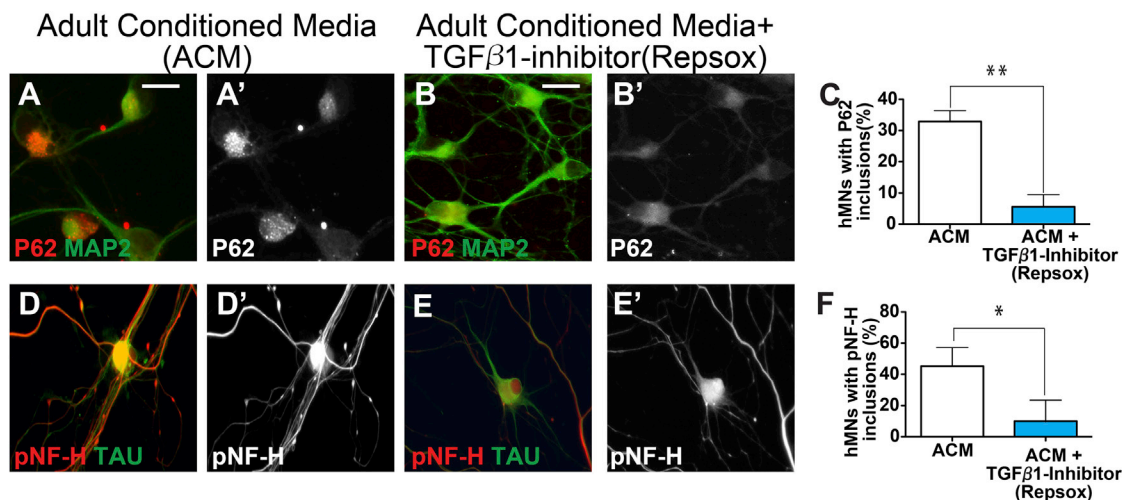 Adult Conditioned Media
(ACM)
Adult Conditioned Media+
TGFβ1-inhibitor(Repsox)
A
A'
B
B'
P62 MAP2
P62
P62 MAP2
P62
C
hMNs with P62
inclusions(%)
40
30
20
10
0
**
ACM
ACM +
TGFβ1-Inhibitor
(Repsox)
D
D'
E
E'
pNF-H TAU
pNF-H
pNF-H TAU
pNF-H
F
hMNs with pNF-H
inclusions (%)
80
60
40
20
0
*
ACM
ACM +
TGFβ1-Inhibitor
(Repsox)